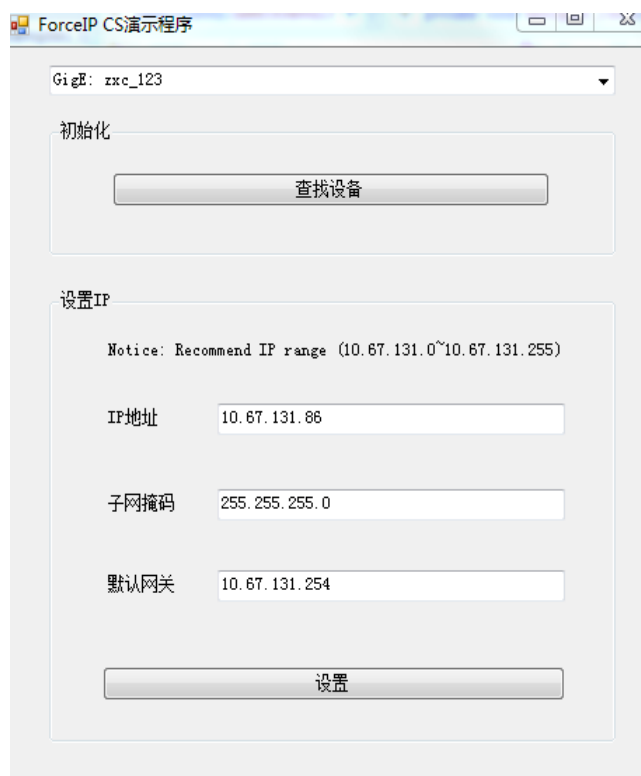 ForceIP CS演示程序
GigE: zxc_123
初始化
查找设备
设置IP
Notice: Recommend IP range (10.67.131.0~10.67.131.255)
IP地址 10.67.131.86
子网掩码 255.255.255.0
默认网关 10.67.131.254
设置